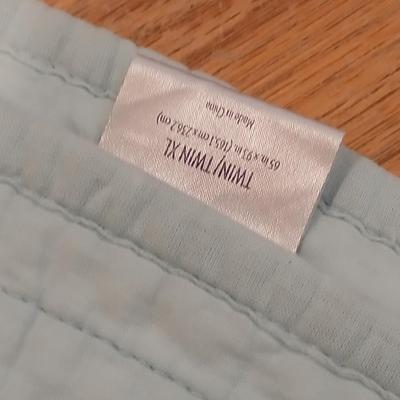 TWIN/TWIN XL
65 in x 93 in (165.1 cm x 236.2 cm)
Made in China